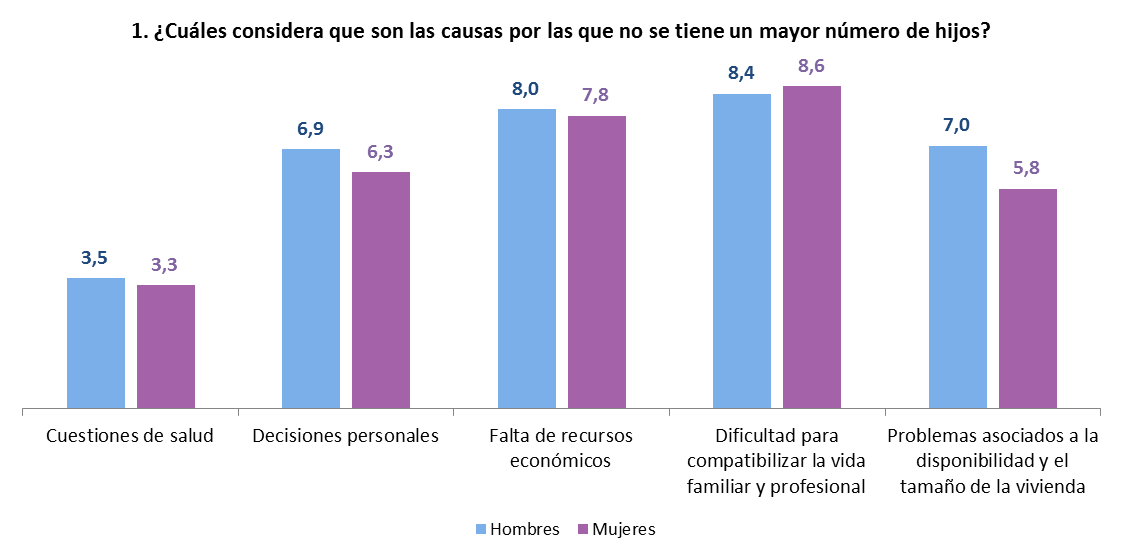 1. ¿Cuáles considera que son las causas por las que no se tiene un mayor número de hijos?
3,5
3,3
6,9
6,3
8,0
7,8
8,4
8,6
7,0
5,8
Cuestiones de salud
Decisiones personales
Falta de recursos
económicos
Dificultad para
compatibilizar la vida
familiar y profesional
Problemas asociados a la
disponibilidad y el
tamaño de la vivienda
Hombres
Mujeres